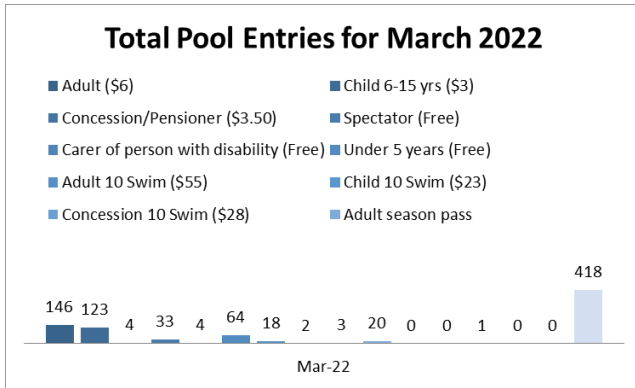 Total Pool Entries for March 2022
Adult ($6) Child 6-15 yrs ($3)
Concession/Pensioner ($3.50) Spectator (Free)
Carer of person with disability (Free) Under 5 years (Free)
Adult 10 Swim ($55) Child 10 Swim ($23)
Concession 10 Swim ($28) Adult season pass
418
146 123 4 33 4 64 18 2 3 20 0 0 1 0 0
Mar-22